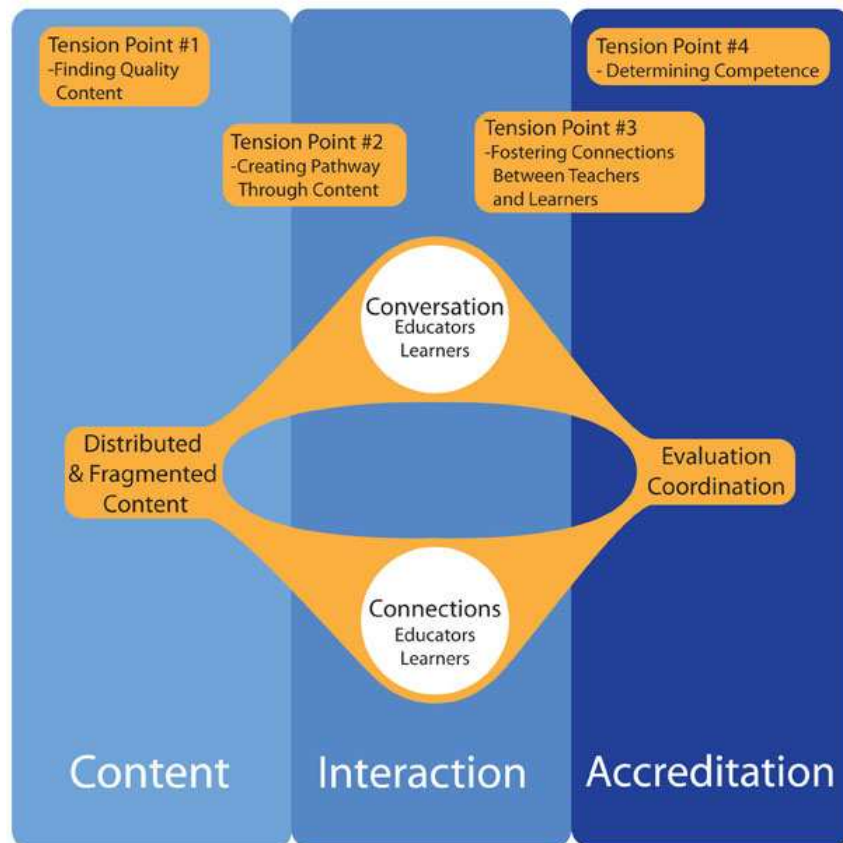 Tension Point #1
-Finding Quality
Content
Tension Point #4
- Determining Competence
Tension Point #2
-Creating Pathway
Through Content
Tension Point #3
-Fostering Connections
Between Teachers
and Learners
Conversation
Educators
Learners
Distributed
& Fragmented
Content
Evaluation
Coordination
Connections
Educators
Learners
Content
Interaction
Accreditation